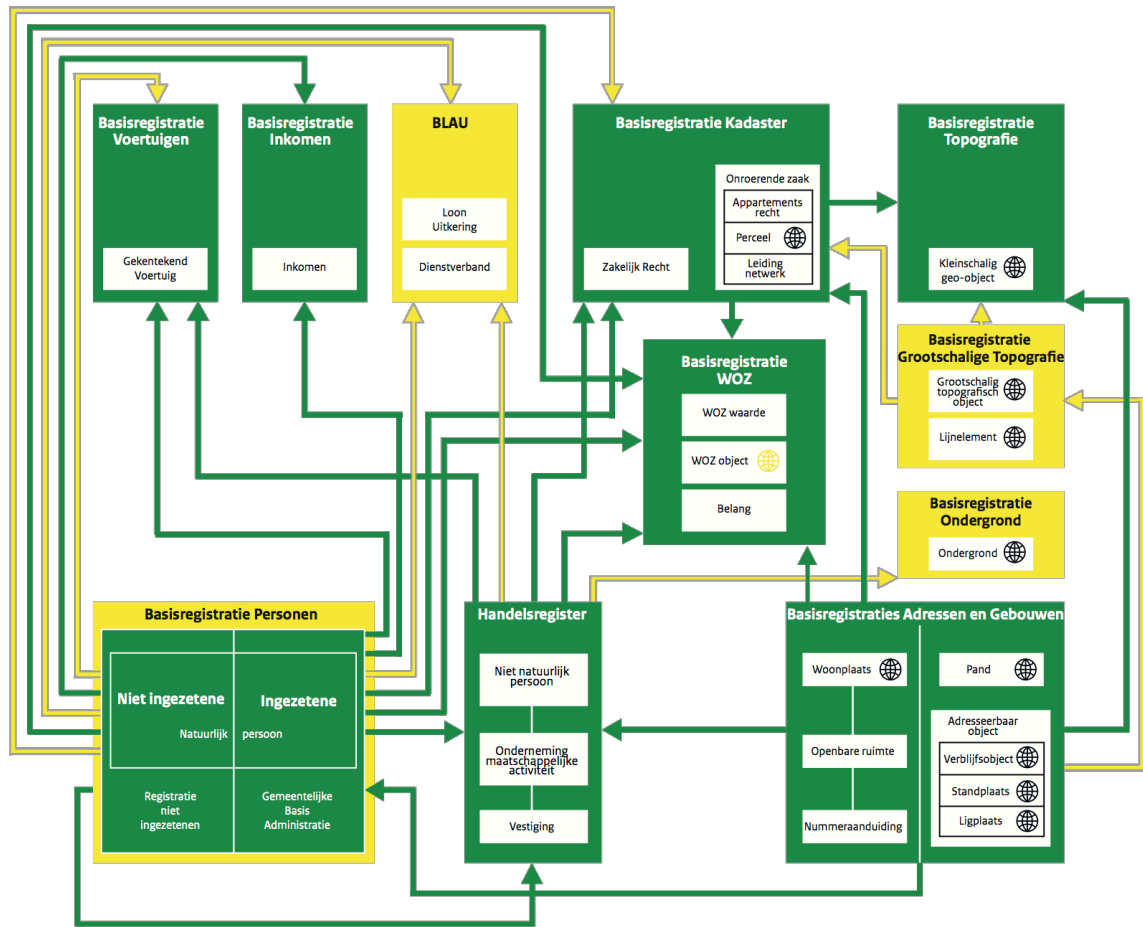 Basisregistratie
Voertuigen
Gekentekend
Voertuig
Basisregistratie
Inkomen
Inkomen
BLAU
Loon
Uitkering
Dienstverband
Basisregistratie Kadaster
Onroerende zaak
Appartements
recht
Perceel
Leiding
netwerk
Zakelijk Recht
Basisregistratie
Topografie
Kleinschalig
geo-object
Basisregistratie
Grootschalige Topografie
Grootschalig
topografisch
object
Lijnelement
Basisregistratie
WOZ
WOZ waarde
WOZ object
Belang
Basisregistratie
Ondergrond
Ondergrond
Basisregistratie Personen
Niet ingezetene
Ingezetene
Natuurlijk
persoon
Registratie
niet
ingezetenen
Gemeentelijke
Basis
Administratie
Handelsregister
Niet natuurlijk
persoon
Onderneming
maatschappelijke
activiteit
Vestiging
Basisregistraties Adressen en Gebouwen
Woonplaats
Openbare ruimte
Nummeraanduiding
Pand
Adresseerbaar
object
Verblijfsobject
Standplaats
Ligplaats